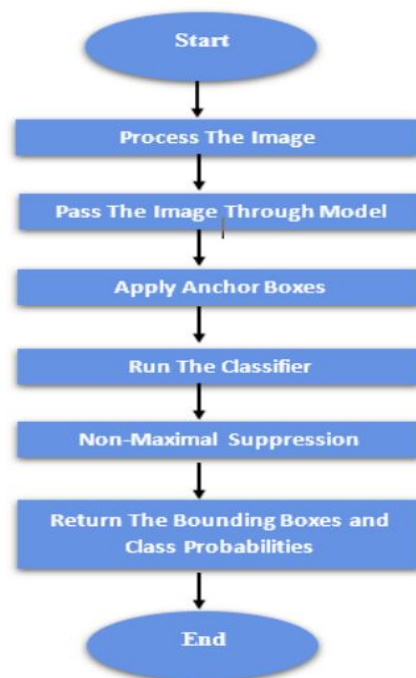 Start
Process The Image
Pass The Image Through Model
Apply Anchor Boxes
Run The Classifier
Non-Maximal Suppression
Return The Bounding Boxes and
Class Probabilities
End